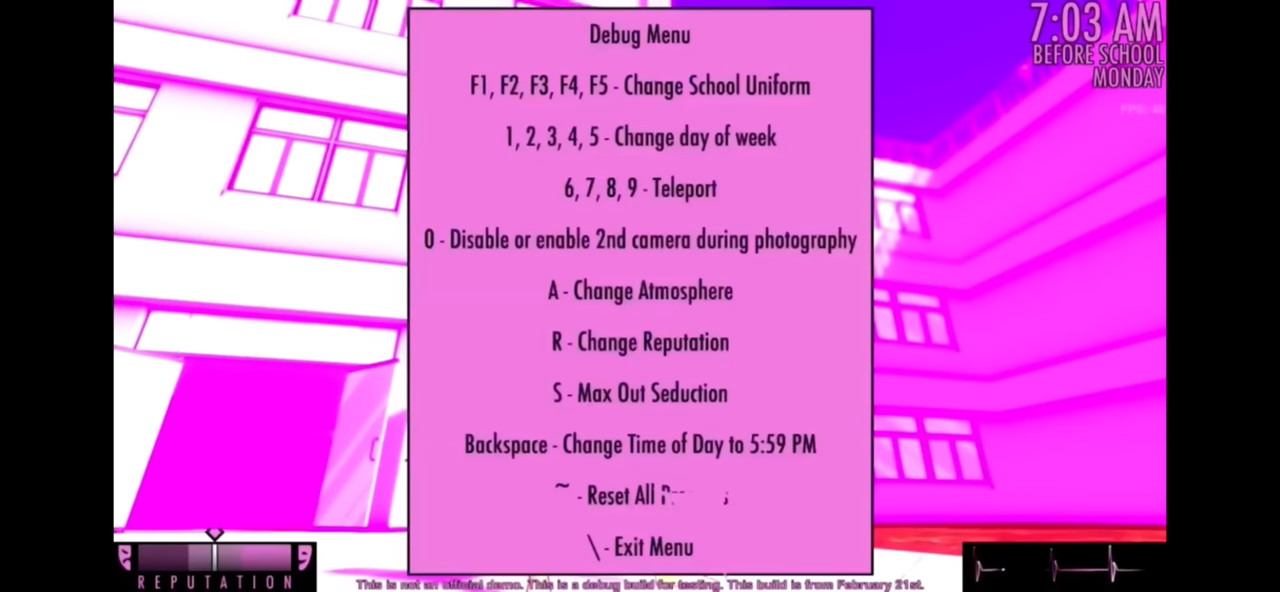 Debug Menu
F1, F2, F3, F4, F5 - Change School Uniform
1, 2, 3, 4, 5 - Change day of week
6, 7, 8, 9 - Teleport
0 - Disable or enable 2nd camera during photography
A - Change Atmosphere
R - Change Reputation
S - Max Out Seduction
Backspace - Change Time of Day to 5:59 PM
~ - Reset All
\ - Exit Menu
7:03 AM
BEFORE SCHOOL
MONDAY
REPUTATION
This is not an official demo. This is a debug build for testing. This build is from February 21st.